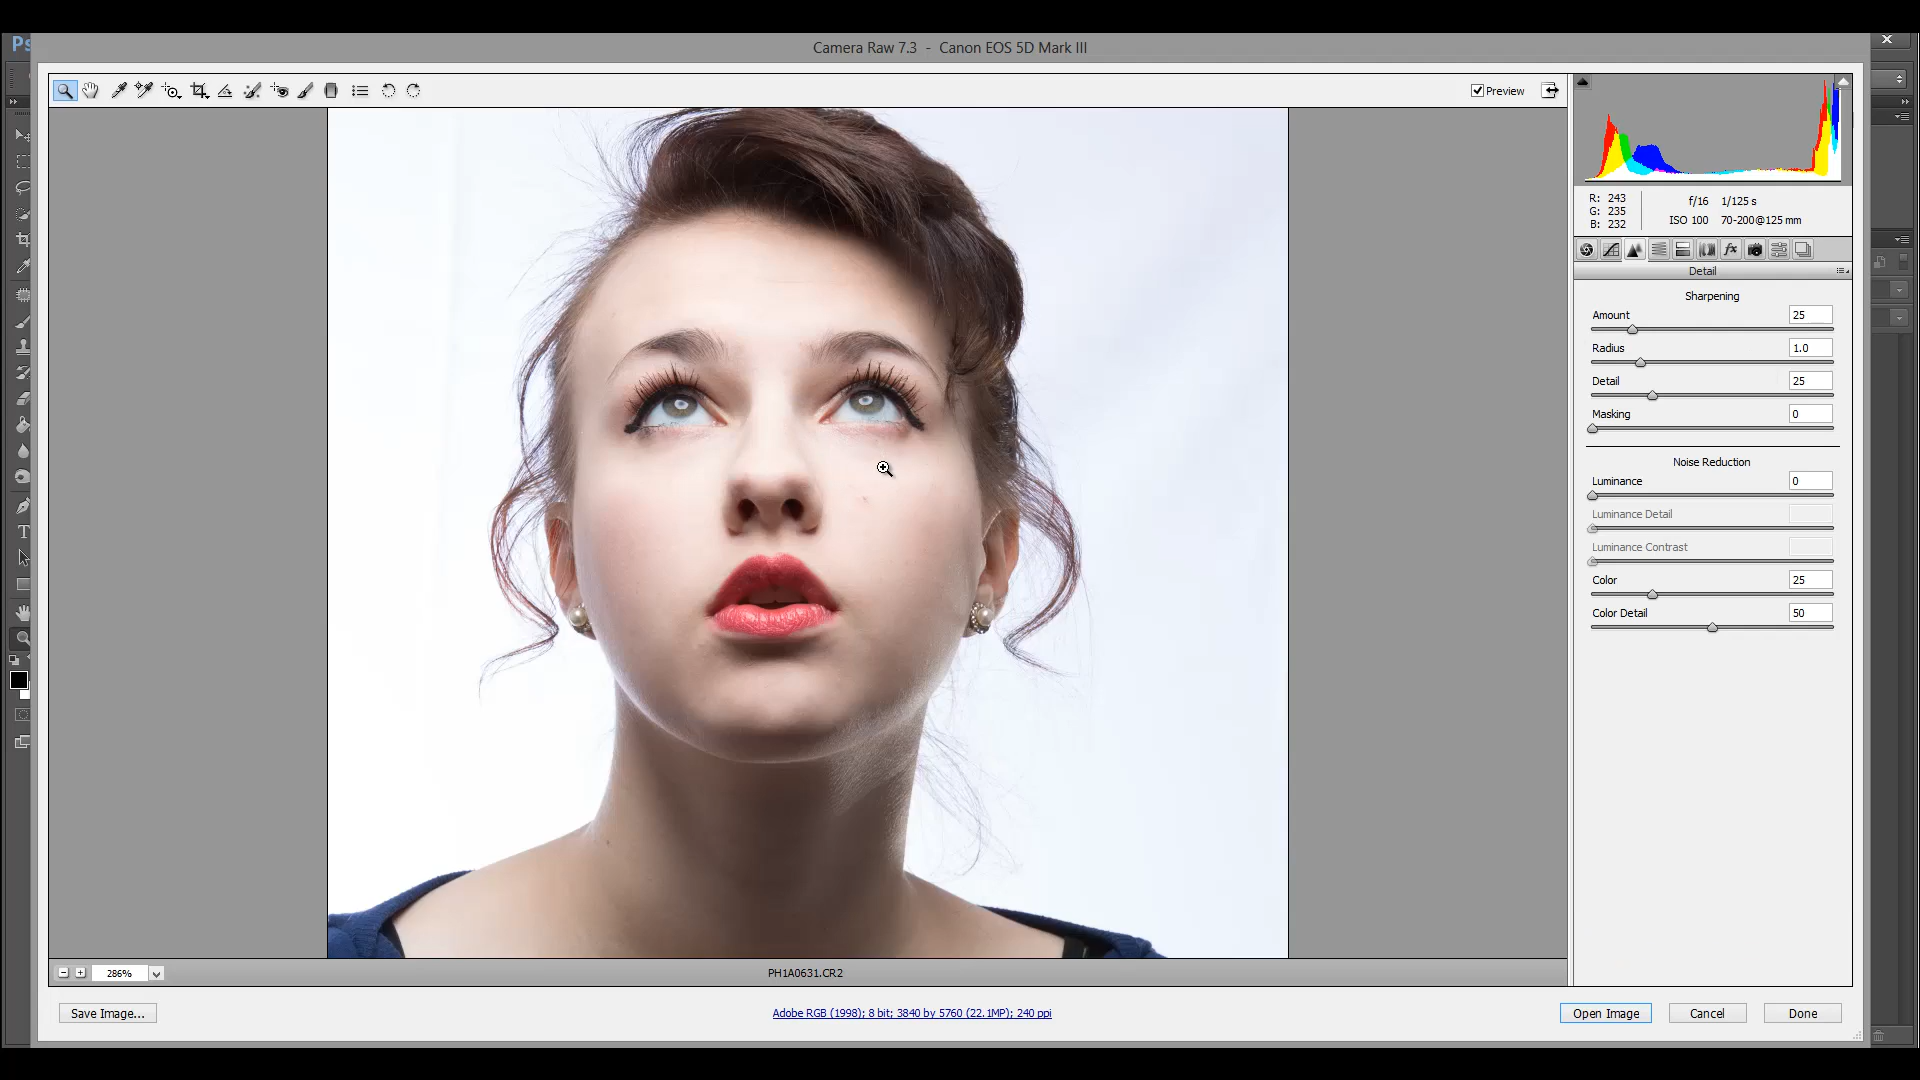 Ps
Camera Raw 7.3 - Canon EOS 5D Mark III
Preview
R: 243
G: 235
B: 232
f/16 1/125 s
ISO 100 70-200@125 mm
fx
Detail
Sharpening
Amount 25
Radius 1.0
Detail 25
Masking 0
Noise Reduction
Luminance 0
Luminance Detail
Luminance Contrast
Color 25
Color Detail 50
T
286%
PH1A0631.CR2
Save Image...
Adobe RGB (1998); 8 bit; 3840 by 5760 (22.1MP); 240 ppi
Open Image
Cancel
Done